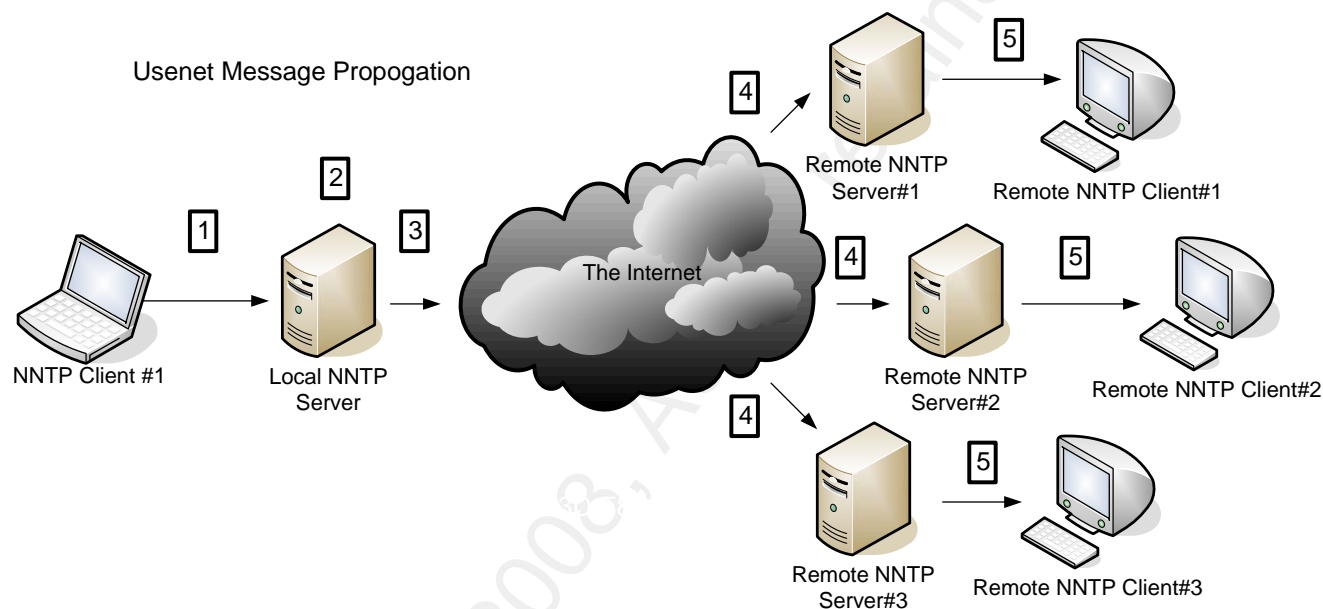 Usenet Message Propogation
1
2
3
4
4
4
5
5
5
NNTP Client #1
Local NNTP
Server
The Internet
Remote NNTP
Server#1
Remote NNTP Client#1
Remote NNTP
Server#2
Remote NNTP Client#2
Remote NNTP
Server#3
Remote NNTP Client#3
2008, A